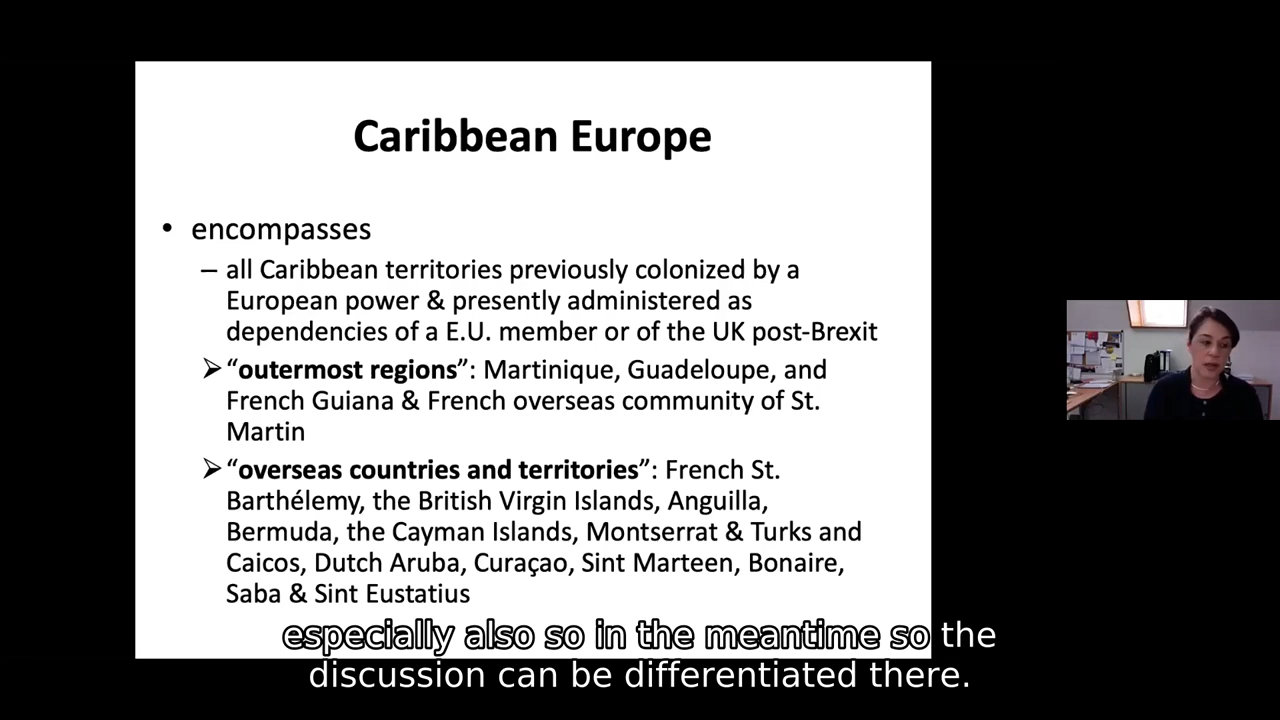 Caribbean Europe
• encompasses
– all Caribbean territories previously colonized by a
European power & presently administered as
dependencies of a E.U. member or of the UK post-Brexit
➢ “outermost regions”: Martinique, Guadeloupe, and
French Guiana & French overseas community of St.
Martin
➢ “overseas countries and territories”: French St.
Barthélemy, the British Virgin Islands, Anguilla,
Bermuda, the Cayman Islands, Montserrat & Turks and
Caicos, Dutch Aruba, Curaçao, Sint Marteen, Bonaire,
Saba & Sint Eustatius
especially also so in the meantime so the
discussion can be differentiated there.